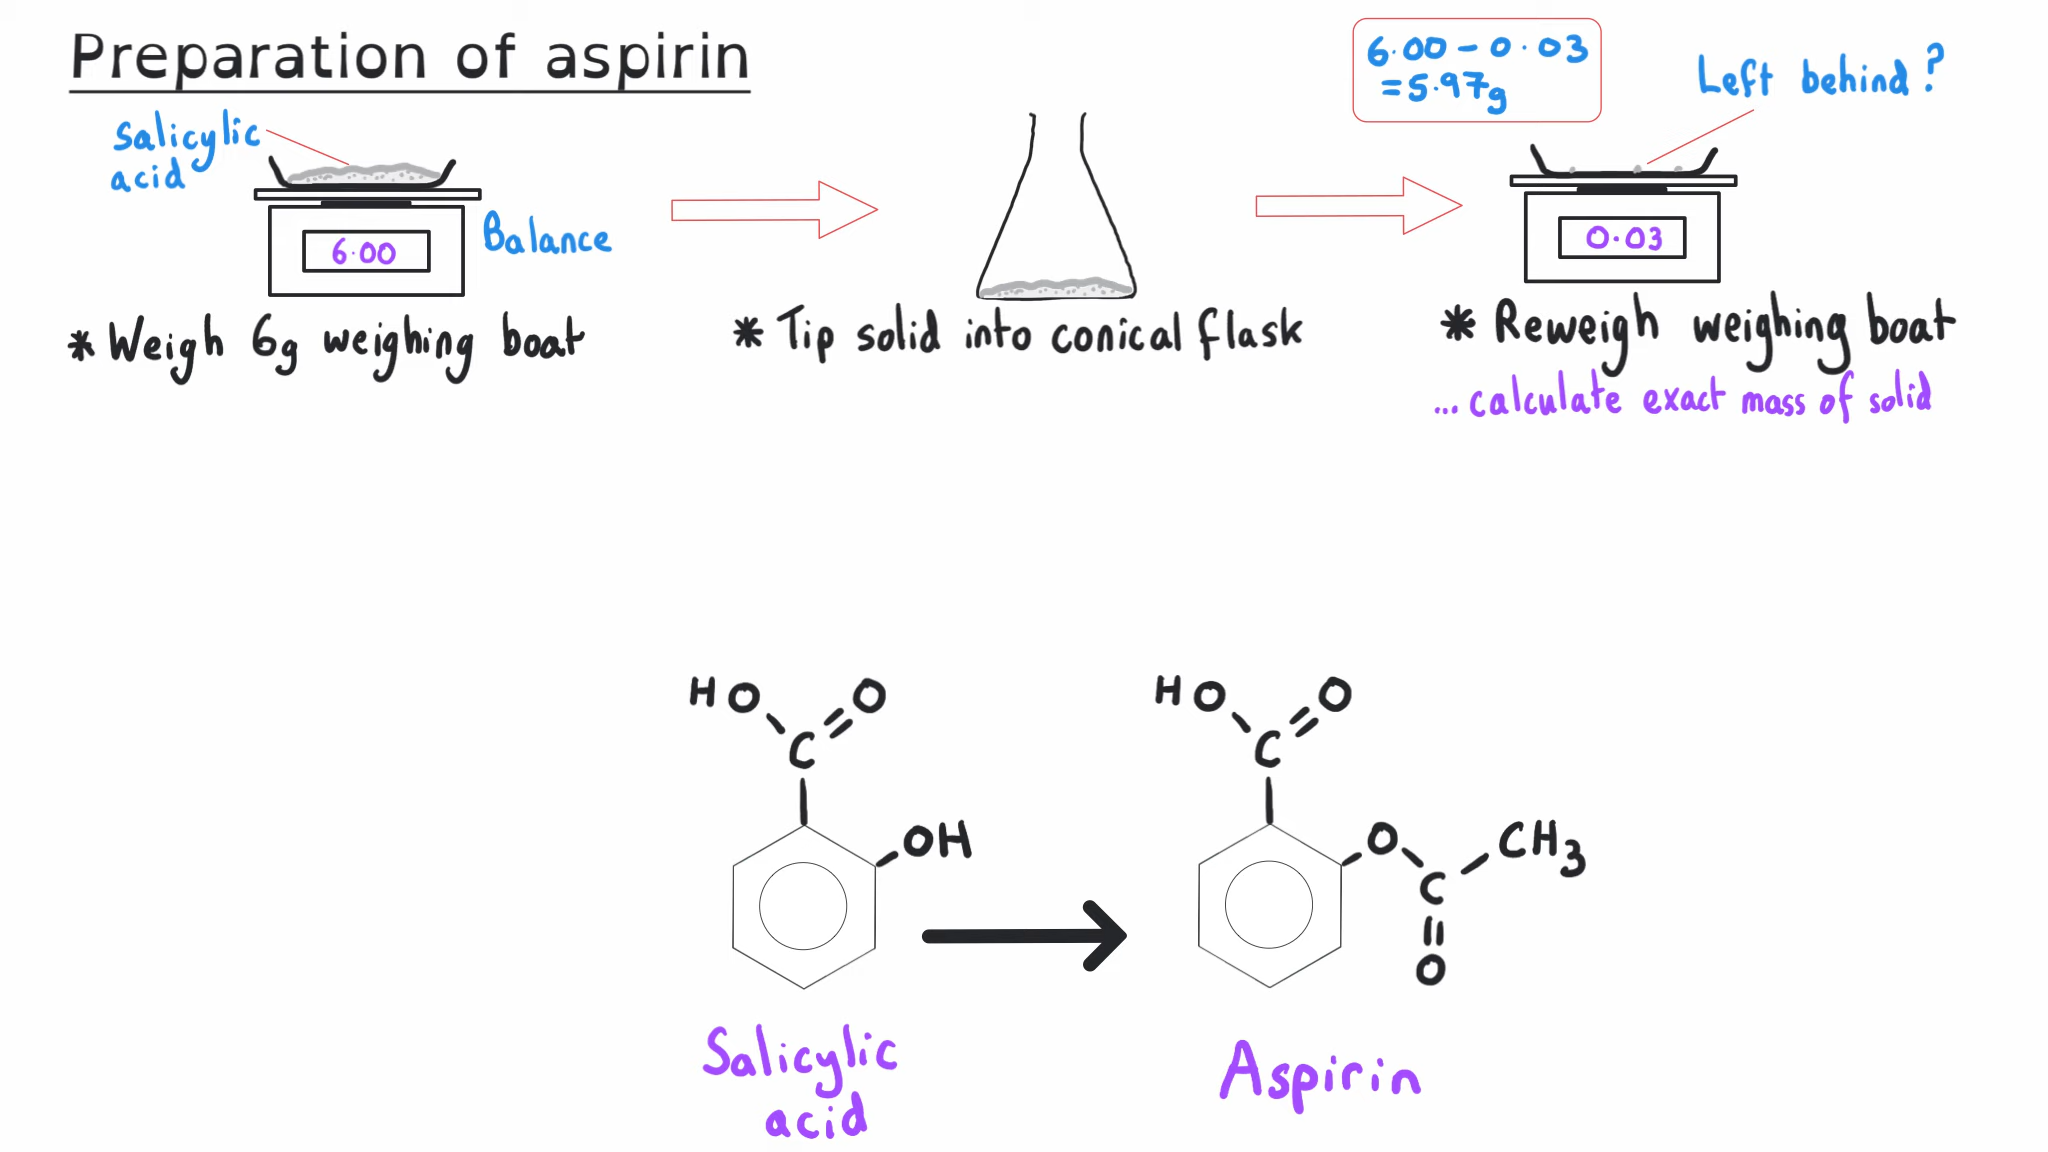 Preparation of aspirin
Salicylic
acid
6.00
Balance
* Weigh 6g weighing boat
* Tip solid into conical flask
6.00 - 0.03
= 5.97g
Left behind?
0.03
* Reweigh weighing boat
... calculate exact mass of solid
HO O
C
OH
Salicylic
acid
HO O
C
O CH3
C
O
Aspirin